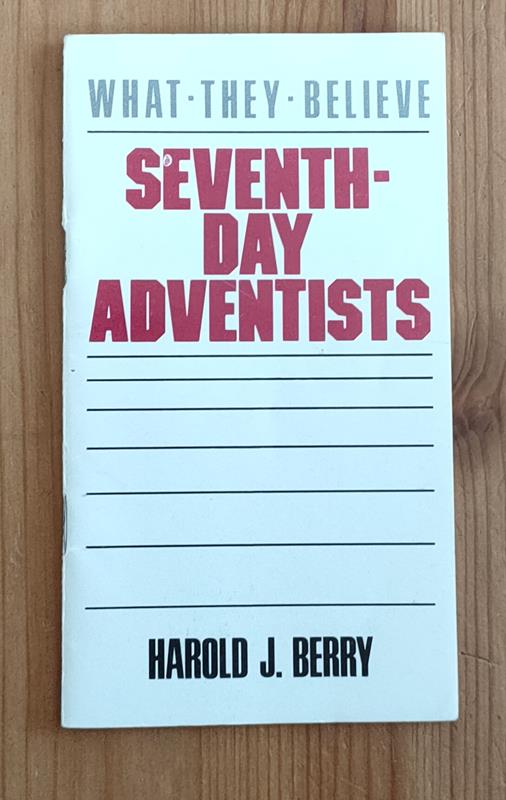 WHAT·THEY·BELIEVE
SEVENTH-
DAY
ADVENTISTS
HAROLD J. BERRY